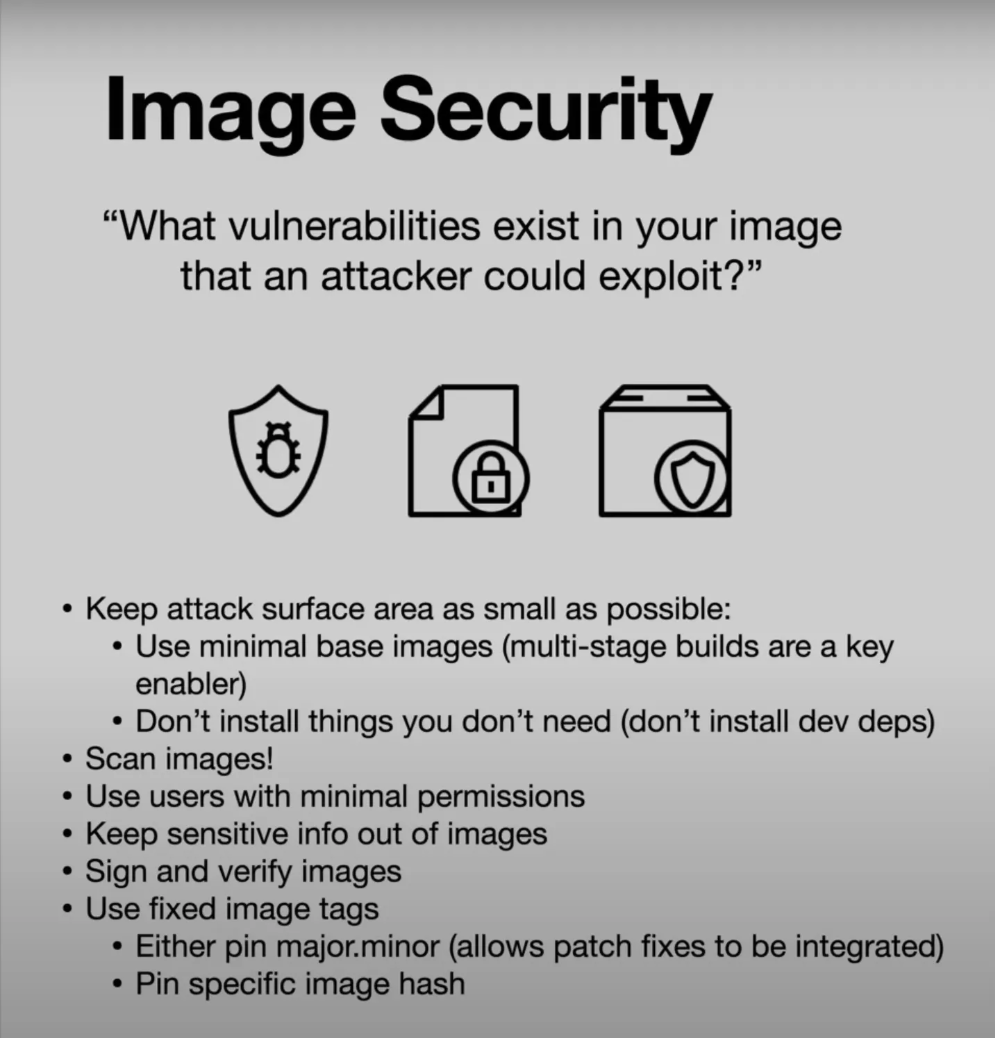 Image Security
“What vulnerabilities exist in your image
that an attacker could exploit?”
• Keep attack surface area as small as possible:
• Use minimal base images (multi-stage builds are a key
enabler)
• Don’t install things you don’t need (don’t install dev deps)
• Scan images!
• Use users with minimal permissions
• Keep sensitive info out of images
• Sign and verify images
• Use fixed image tags
• Either pin major.minor (allows patch fixes to be integrated)
• Pin specific image hash